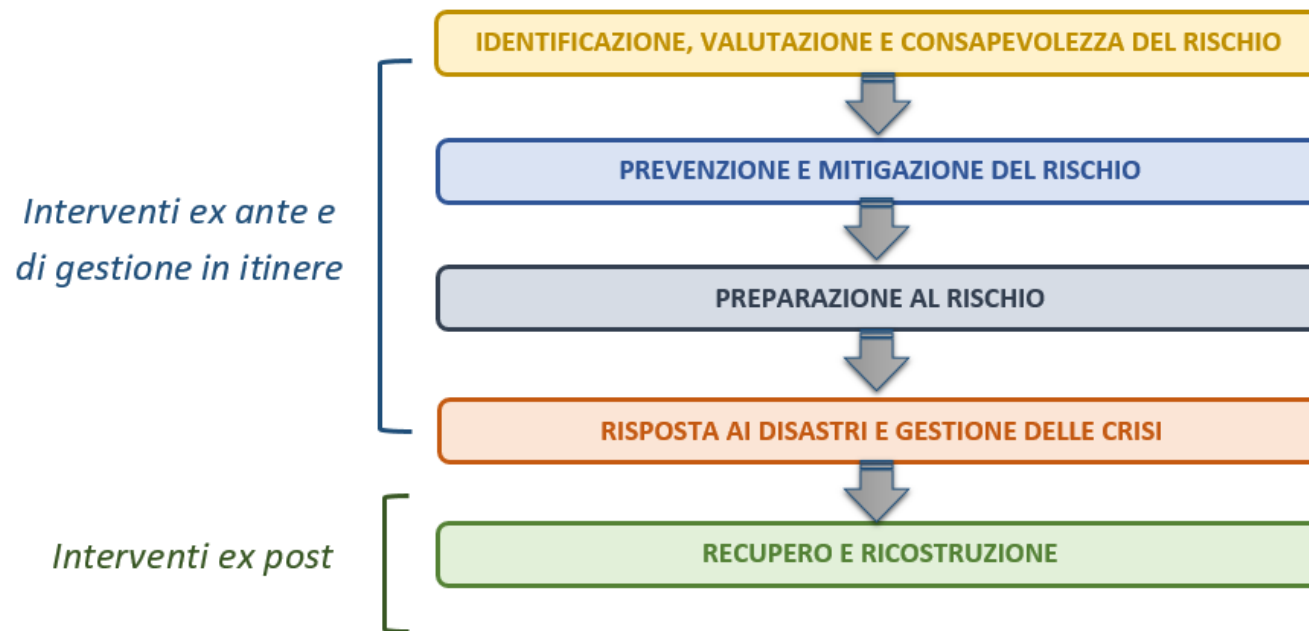 IDENTIFICAZIONE, VALUTAZIONE E CONSAPEVOLEZZA DEL RISCHIO
PREVENZIONE E MITIGAZIONE DEL RISCHIO
Interventi ex ante e
di gestione in itinere
PREPARAZIONE AL RISCHIO
RISPOSTA AI DISASTRI E GESTIONE DELLE CRISI
Interventi ex post
RECUPERO E RICOSTRUZIONE